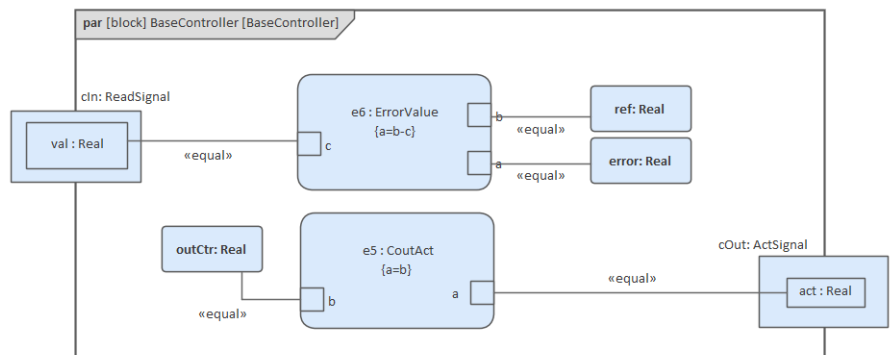 par [block] BaseController [BaseController]
cIn: ReadSignal
val : Real
«equal»
e6 : ErrorValue
{a=b-c}
c
b
a
«equal»
ref: Real
«equal»
error: Real
outCtr: Real
«equal»
e5 : CoutAct
{a=b}
b
a
«equal»
cOut: ActSignal
act : Real